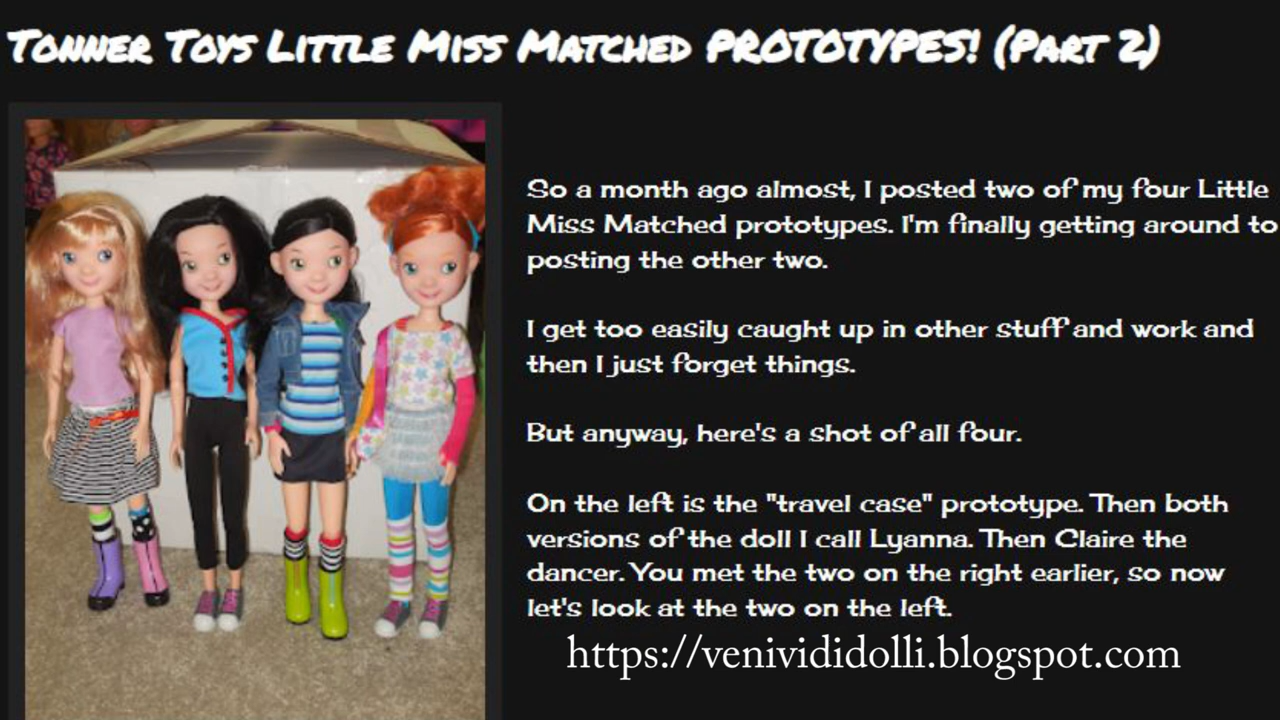 Tonner Toys Little Miss Matched PROTOTYPES! (Part 2)
So a month ago almost, I posted two of my four Little
Miss Matched prototypes. I'm finally getting around to
posting the other two.
I get too easily caught up in other stuff and work and
then I just forget things.
But anyway, here's a shot of all four.
On the left is the "travel case" prototype. Then both
versions of the doll I call Lyanna. Then Claire the
dancer. You met the two on the right earlier, so now
let's look at the two on the left.
https://venivididolli.blogspot.com